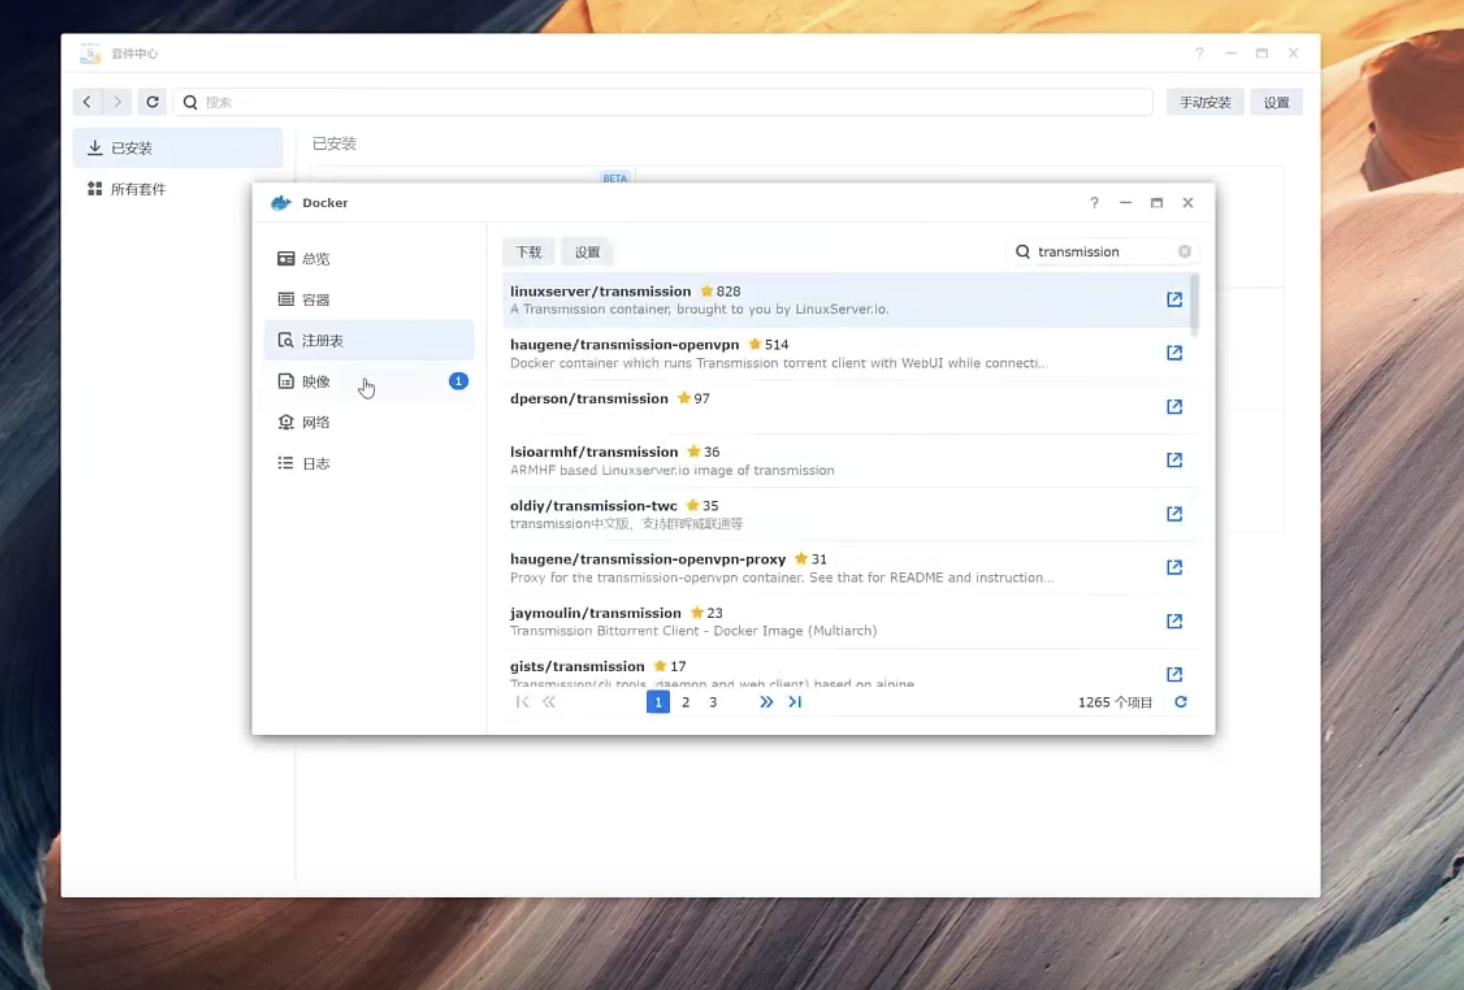 套件中心
搜索
手动安装
设置
已安装
所有套件
已安装
BETA
Docker
总览
容器
注册表
映像
1
网络
日志
下载
设置
transmission
linuxserver/transmission 828
A Transmission container, brought to you by LinuxServer.io.
haugene/transmission-openvpn 514
Docker container which runs Transmission torrent client with WebUI while connecti...
dperson/transmission 97
lsioarmhf/transmission 36
ARMHF based Linuxserver.io image of transmission
oldiy/transmission-twc 35
transmission中文版，支持群晖威联通等
haugene/transmission-openvpn-proxy 31
Proxy for the transmission-openvpn container. See that for README and instruction...
jaymoulin/transmission 23
Transmission Bittorrent Client - Docker Image (Multiarch)
gists/transmission 17
Transmission(cli tools, daemon and web client) based on alpine
1 2 3
1265 个项目